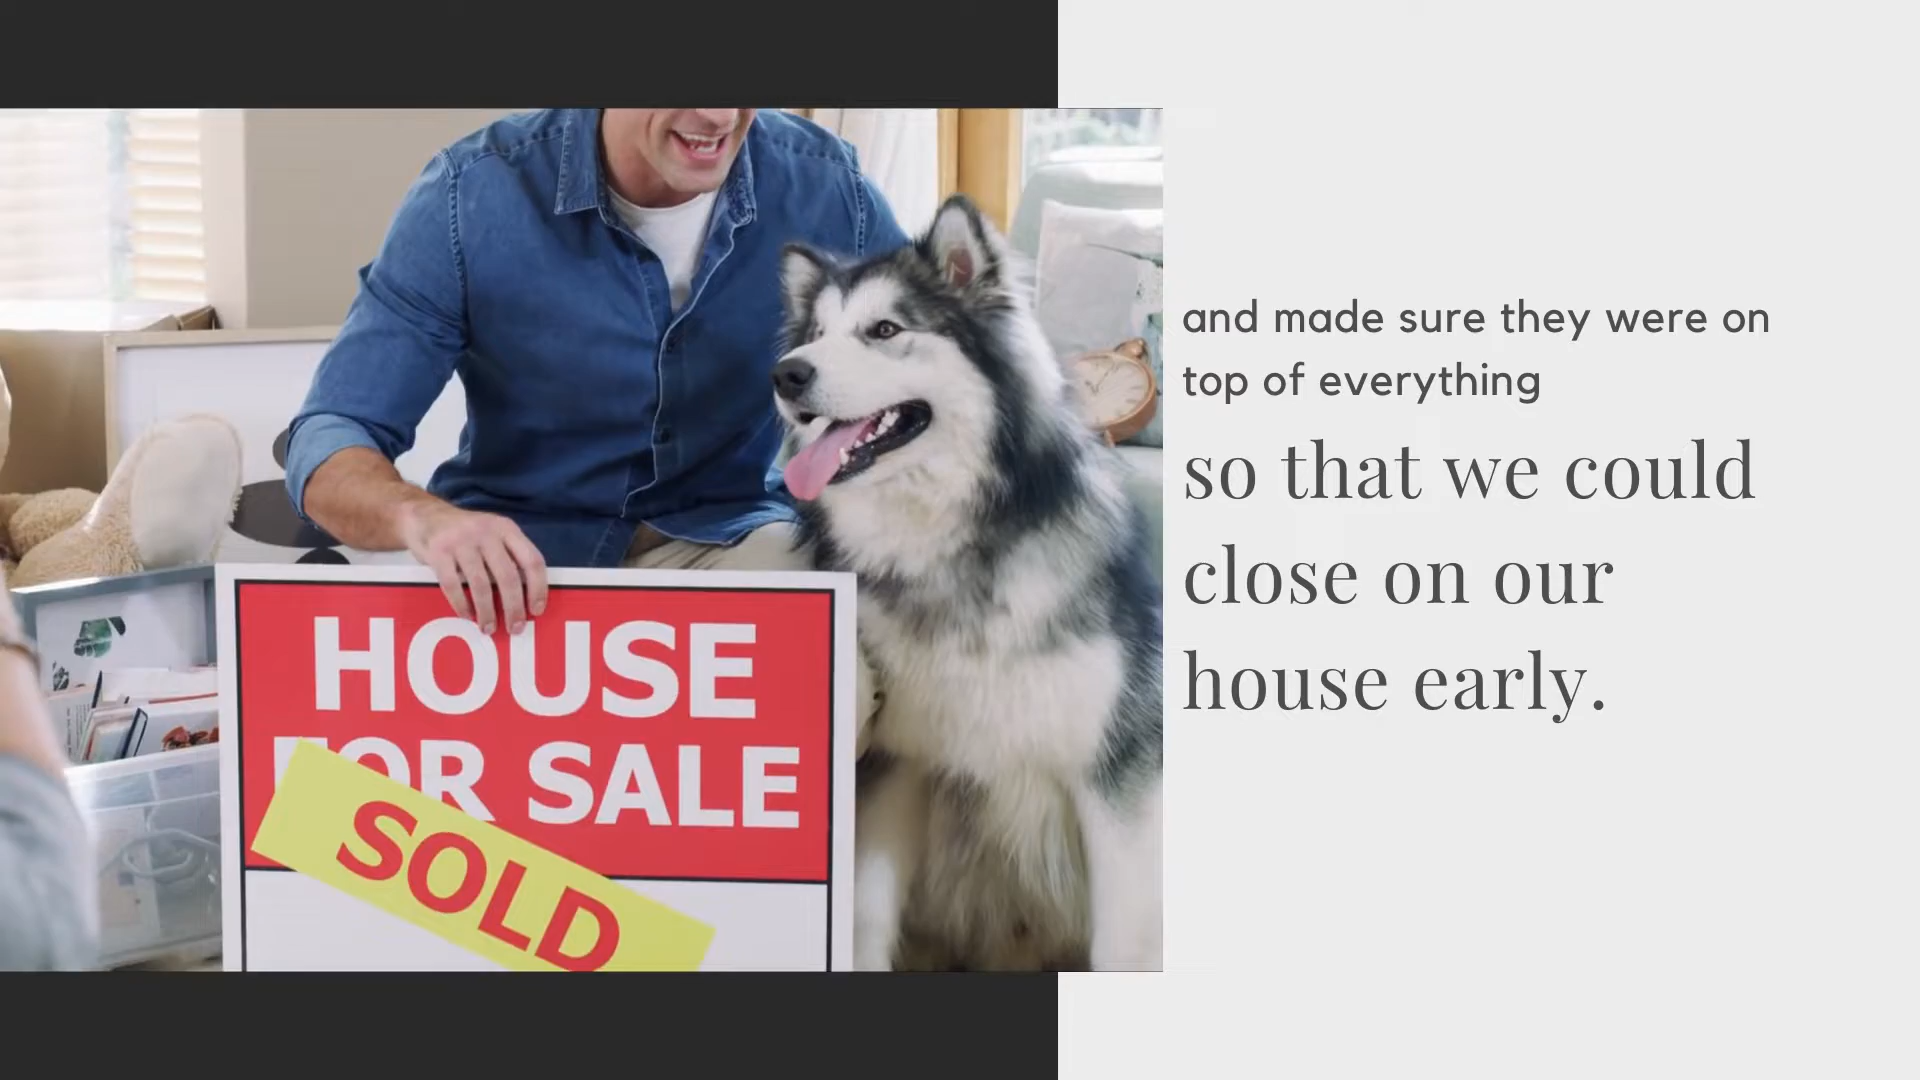 HOUSE
FOR SALE
SOLD
and made sure they were on
top of everything
so that we could
close on our
house early.